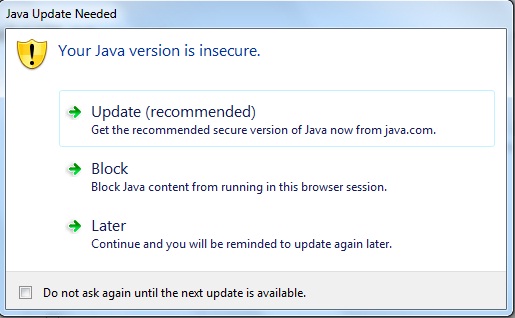 Java Update Needed
Your Java version is insecure.
Update (recommended)
Get the recommended secure version of Java now from java.com.
Block
Block Java content from running in this browser session.
Later
Continue and you will be reminded to update again later.
Do not ask again until the next update is available.